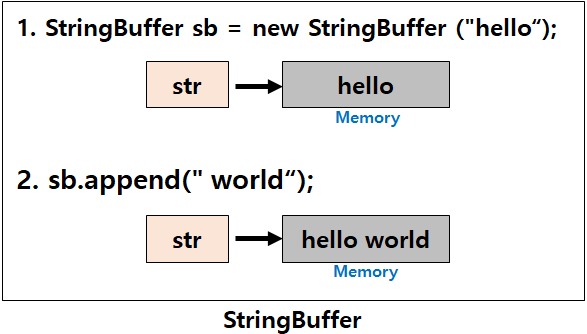 1. StringBuffer sb = new StringBuffer ("hello“);
str hello
Memory
2. sb.append(" world“);
str hello world
Memory
StringBuffer